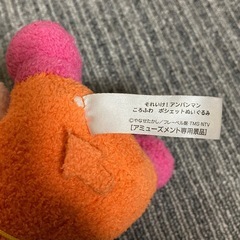 それいけ！アンパンマン
ころふわ ポシェットぬいぐるみ
©やなせたかし／フレーベル館・TMS・NTV
【アミューズメント専用景品】